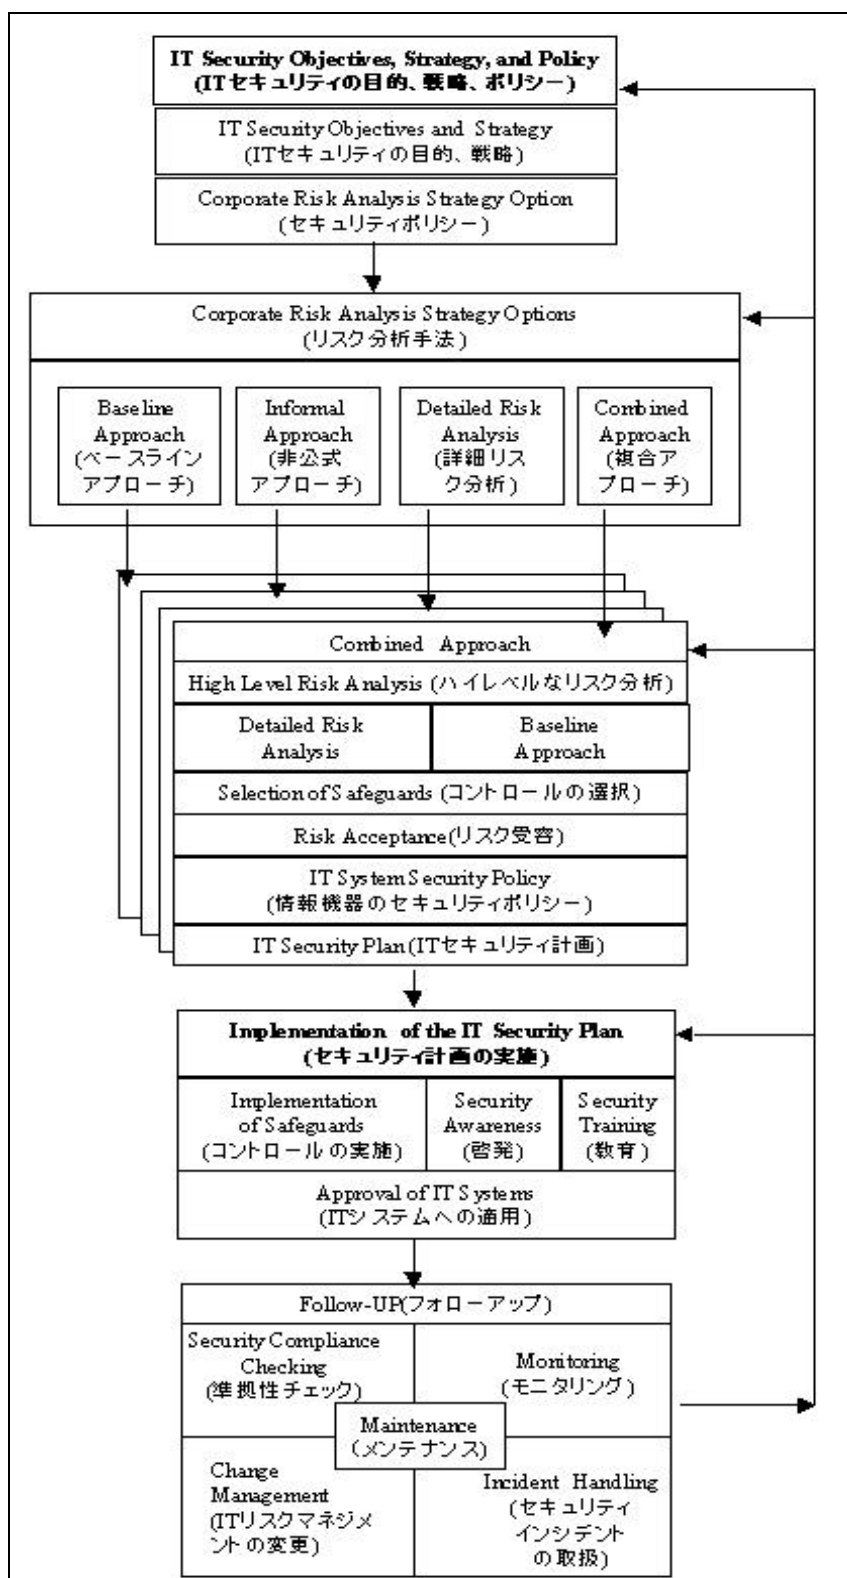 IT Security Objectives, Strategy, and Policy
(ITセキュリティの目的、戦略、ポリシー)
IT Security Objectives and Strategy
(ITセキュリティの目的、戦略)
Corporate Risk Analysis Strategy Option
(セキュリティポリシー)
Corporate Risk Analysis Strategy Options
(リスク分析手法)
Baseline
Approach
(ベースライン
アプローチ)
Informal
Approach
(非公式
アプローチ)
Detailed Risk
Analysis
(詳細リス
ク分析)
Combined
Approach
(複合ア
プローチ)
Combined Approach
High Level Risk Analysis (ハイレベルなリスク分析)
Detailed Risk
Analysis
Baseline
Approach
Selection of Safeguards (コントロールの選択)
Risk Acceptance(リスク受容)
IT System Security Policy
(情報機器のセキュリティポリシー)
IT Security Plan(ITセキュリティ計画)
Implementation of the IT Security Plan
(セキュリティ計画の実施)
Implementation
of Safeguards
(コントロールの実施)
Security
Awareness
(啓発)
Security
Training
(教育)
Approval of IT Systems
(ITシステムへの適用)
Follow-UP(フォローアップ)
Security Compliance
Checking
(準拠性チェック)
Monitoring
(モニタリング)
Maintenance
(メンテナンス)
Change
Management
(ITリスクマネジメ
ントの変更)
Incident Handling
(セキュリティ
インシデント
の取扱)